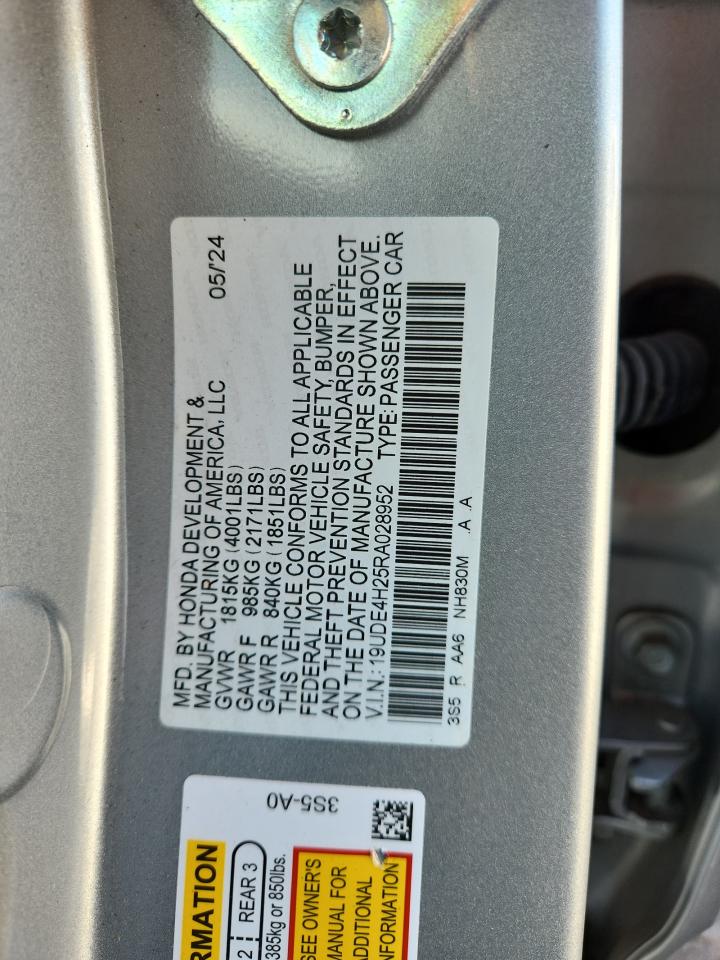 MFD. BY HONDA DEVELOPMENT &
MANUFACTURING OF AMERICA, LLC 05/'24
GVWR 1815KG (4001LBS)
GAWR F 985KG (2171LBS)
GAWR R 840KG (1851LBS)
THIS VEHICLE CONFORMS TO ALL APPLICABLE
FEDERAL MOTOR VEHICLE SAFETY, BUMPER,
AND THEFT PREVENTION STANDARDS IN EFFECT
ON THE DATE OF MANUFACTURE SHOWN ABOVE.
V.I.N.: 19UDE4H25RA028952 TYPE: PASSENGER CAR
3S5 R AA6 NH830M .A .A
3S5-A0
RMATION
2 REAR 3
385kg or 850lbs.
SEE OWNER'S
MANUAL FOR
ADDITIONAL
INFORMATION